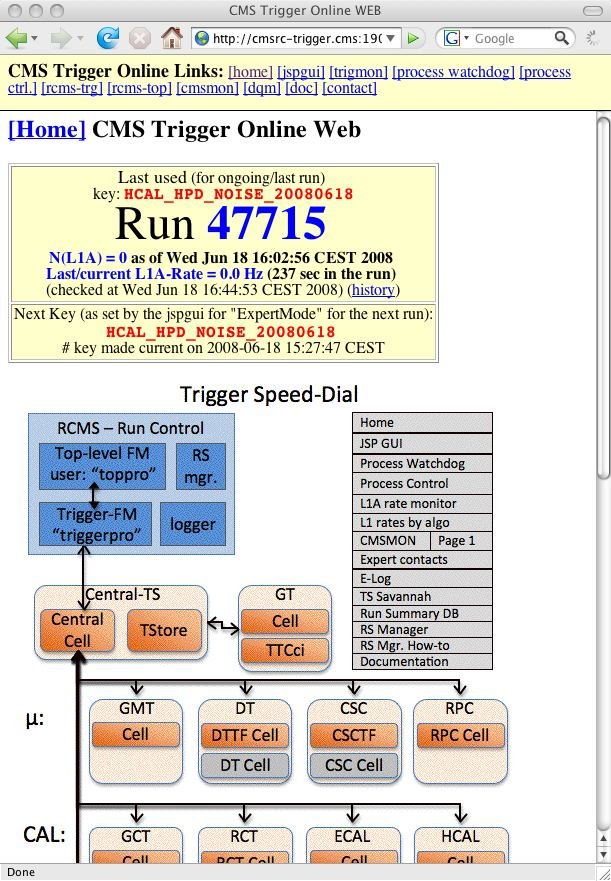 CMS Trigger Online WEB
http://cmsrc-trigger.cms:190
Google
CMS Trigger Online Links: [home] [jspgui] [trigmon] [process watchdog] [process
ctrl.] [rcms-trg] [rcms-top] [cmsmon] [dqm] [doc] [contact]
[Home] CMS Trigger Online Web
Last used (for ongoing/last run)
key: HCAL_HPD_NOISE_20080618
Run 47715
N(L1A) = 0 as of Wed Jun 18 16:02:56 CEST 2008
Last/current L1A-Rate = 0.0 Hz (237 sec in the run)
(checked at Wed Jun 18 16:44:53 CEST 2008) (history)
Next Key (as set by the jspgui for "ExpertMode" for the next run):
HCAL_HPD_NOISE_20080618
# key made current on 2008-06-18 15:27:47 CEST
Trigger Speed-Dial
RCMS – Run Control
Top-level FM
user: “toppro”
RS
mgr.
Trigger-FM
“triggerpro”
logger
Home
JSP GUI
Process Watchdog
Process Control
L1A rate monitor
L1 rates by algo
CMSMON
Page 1
Expert contacts
E-Log
TS Savannah
Run Summary DB
RS Manager
RS Mgr. How-to
Documentation
Central-TS
Central
Cell
TStore
GT
Cell
TTCci
μ:
GMT
Cell
DT
DTTF Cell
DT Cell
CSC
CSCTF
CSC Cell
RPC
RPC Cell
CAL:
GCT
Cell
RCT
RCT Cell
ECAL
Cell
HCAL
Cell
Done